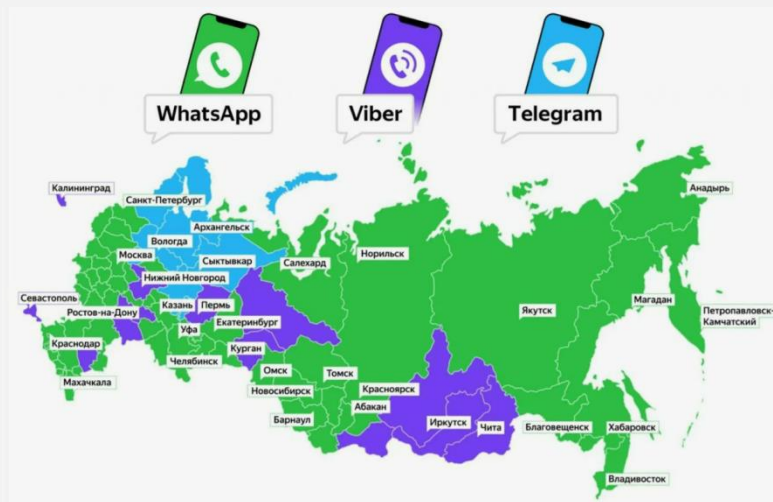 WhatsApp
Viber
Telegram
Калининград
Анадырь
Санкт-Петербург
Архангельск
Вологда
Москва
Норильск
Сыктывкар
Салехард
Нижний Новгород
Севастополь
Магадан
Казань
Пермь
Ростов-на-Дону
Якутск
Петропавловск-
Камчатский
Екатеринбург
Уфа
Краснодар
Курган
Челябинск
Омск
Томск
Махачкала
Новосибирск
Красноярск
Абакан
Барнаул
Иркутск
Чита
Благовещенск
Хабаровск
Владивосток